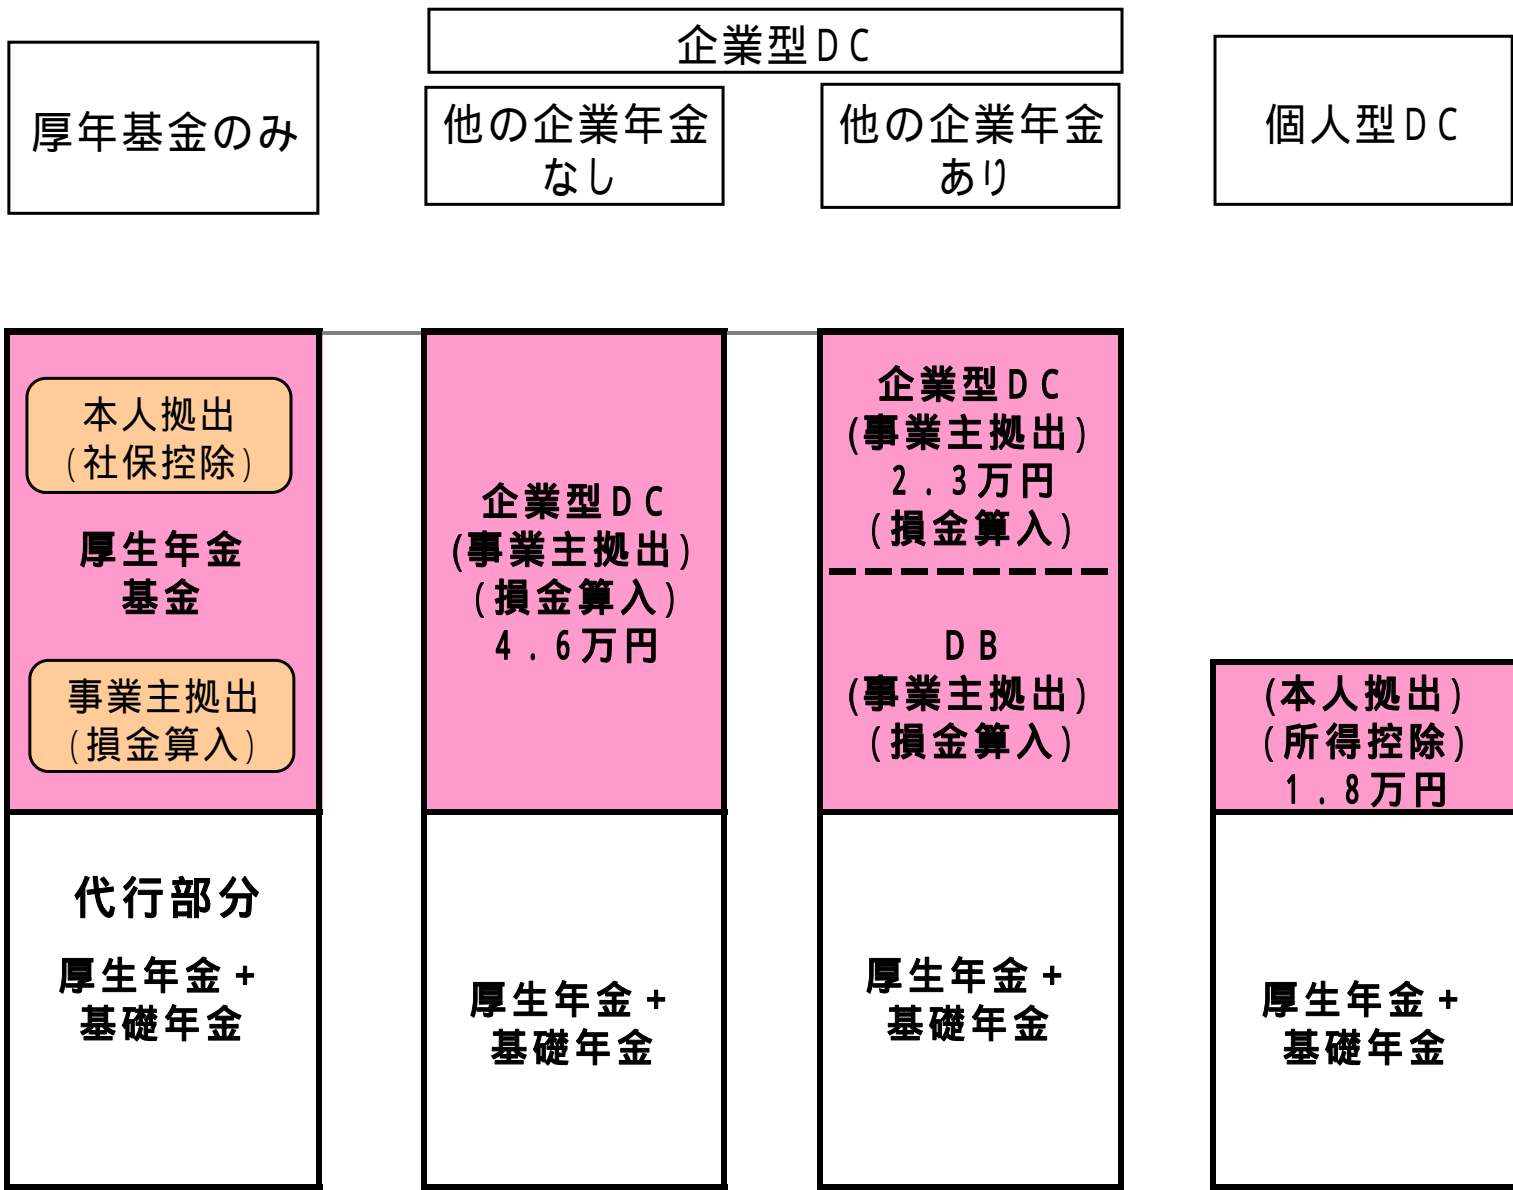 企業型DC
厚年基金のみ
他の企業年金
なし
他の企業年金
あり
個人型DC
本人拠出
(社保控除)
厚生年金
基金
事業主拠出
(損金算入)
代行部分
厚生年金+
基礎年金
企業型DC
(事業主拠出)
(損金算入)
4.6万円
厚生年金+
基礎年金
企業型DC
(事業主拠出)
2.3万円
(損金算入)
DB
(事業主拠出)
(損金算入)
厚生年金+
基礎年金
(本人拠出)
(所得控除)
1.8万円
厚生年金+
基礎年金